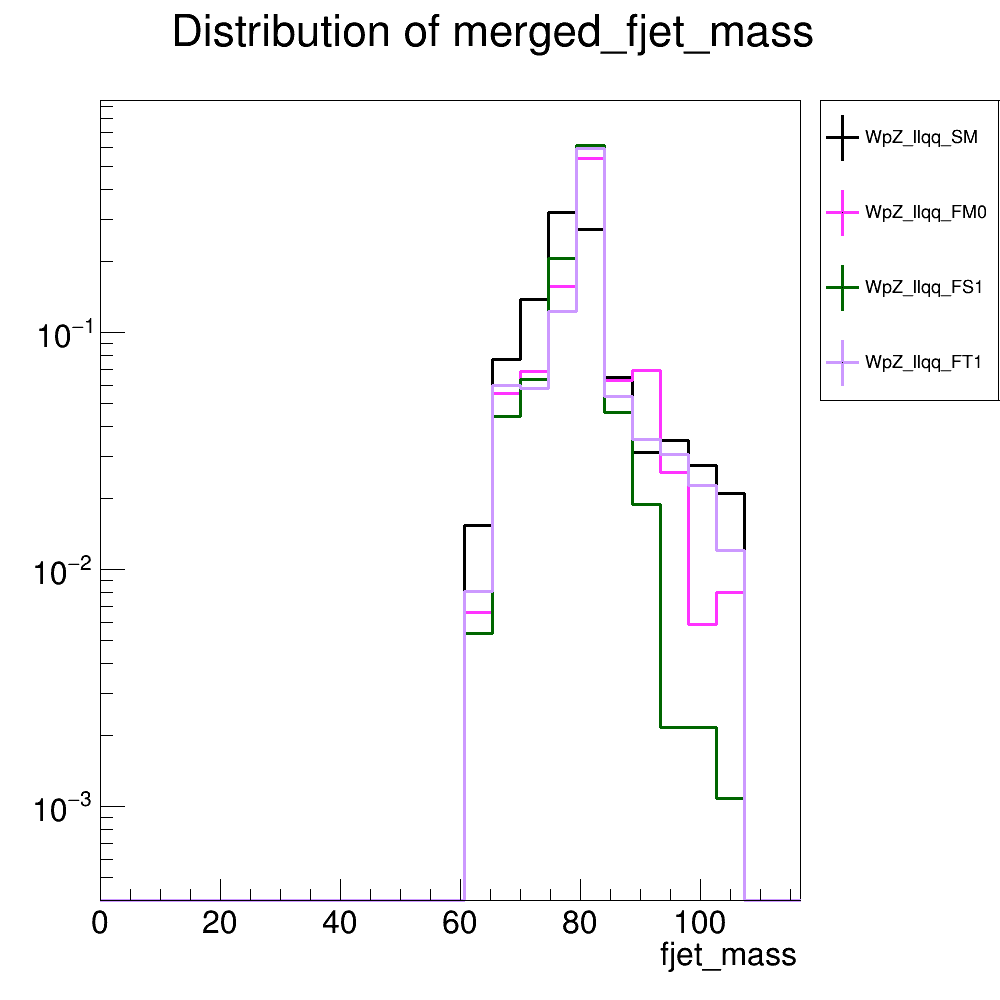 Distribution of merged_fjet_mass
WpZ_llqq_SM
WpZ_llqq_FM0
WpZ_llqq_FS1
WpZ_llqq_FT1
10⁻¹
10⁻²
10⁻³
0 20 40 60 80 100
fjet_mass